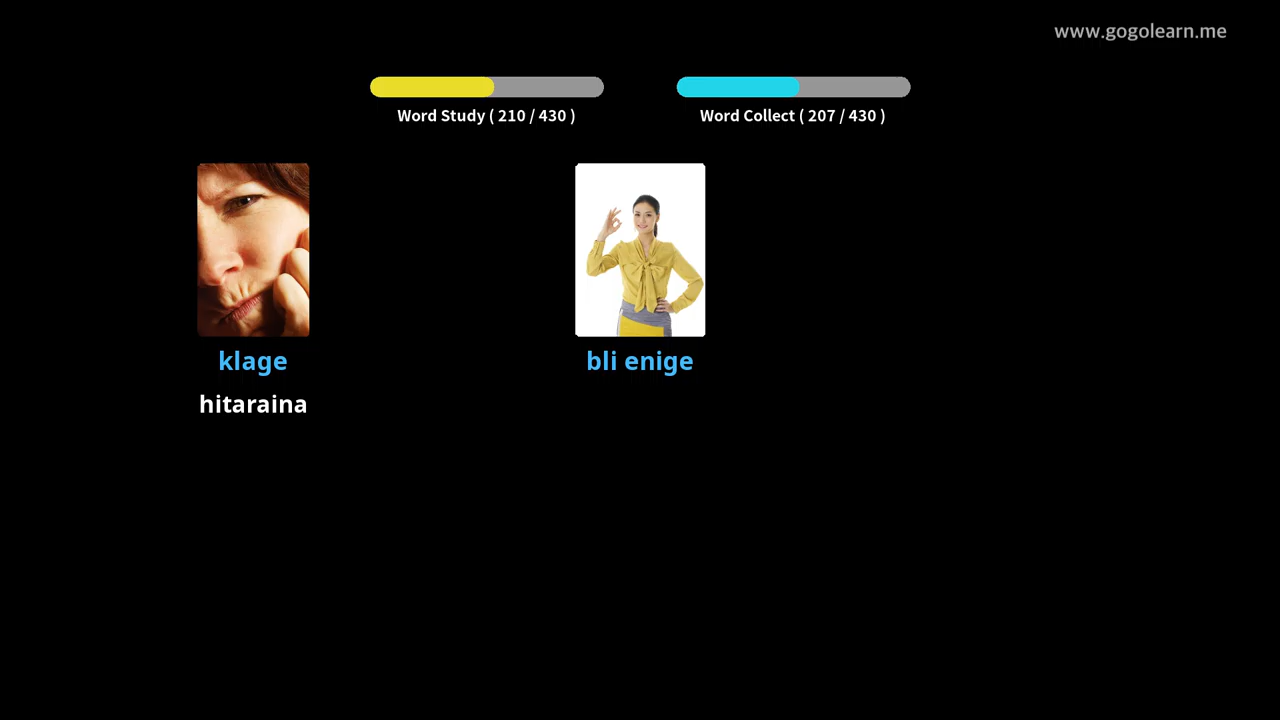 www.gogolearn.me
Word Study ( 210 / 430 )
Word Collect ( 207 / 430 )
klage
bli enige
hitaraina